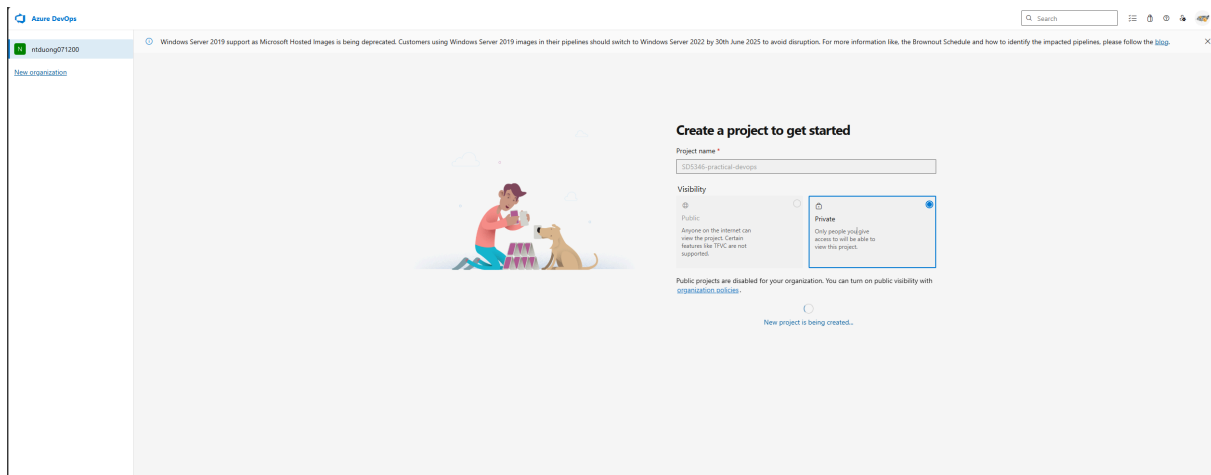 Azure DevOps
Search
N ntduong071200
New organization
Windows Server 2019 support as Microsoft Hosted Images is being deprecated. Customers using Windows Server 2019 images in their pipelines should switch to Windows Server 2022 by 30th June 2025 to avoid disruption. For more information like, the Brownout Schedule and how to identify the impacted pipelines, please follow the blog.
Create a project to get started
Project name *
SDS346-practical-devops
Visibility
Public
Anyone on the internet can
view the project. Certain
features like TFVC are not
supported.
Private
Only people you give
access to will be able to
view this project.
Public projects are disabled for your organization. You can turn on public visibility with
organization policies.
New project is being created...